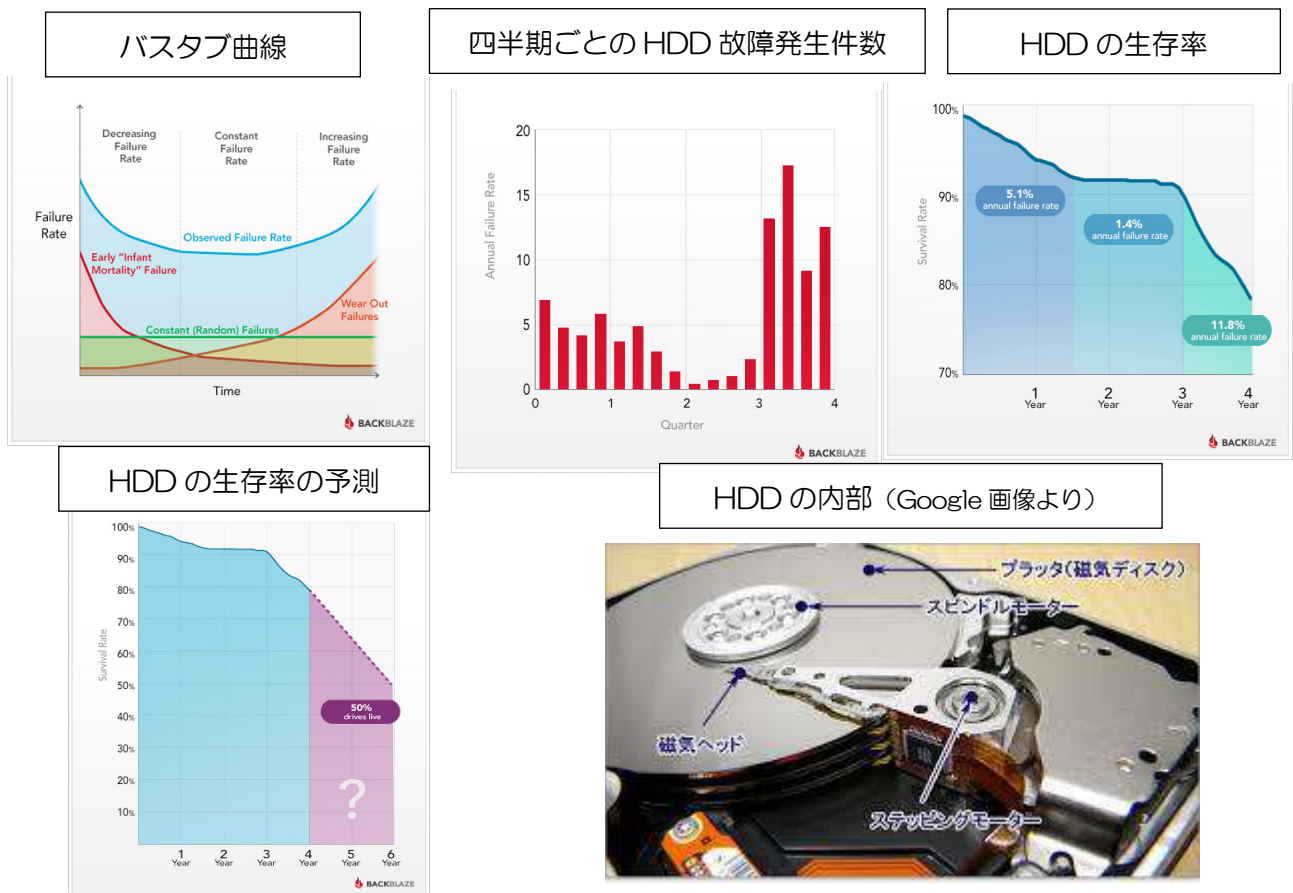 バスタブ曲線
Decreasing
Failure
Rate
Constant
Failure
Rate
Increasing
Failure
Rate
Failure
Rate
Observed Failure Rate
Early "Infant
Mortality" Failure
Wear Out
Failures
Constant (Random) Failures
Time
BACKBLAZE
四半期ごとの HDD 故障発生件数
20
15
10
5
0
Annual Failure Rate
0 1 2 3 4
Quarter
BACKBLAZE
HDD の生存率
100%
90%
80%
70%
Survival Rate
5.1%
annual failure rate
1.4%
annual failure rate
11.8%
annual failure rate
1 2 3 4
Year Year Year Year
BACKBLAZE
HDD の生存率の予測
100%
90%
80%
70%
60%
50%
40%
30%
20%
10%
Survival Rate
50%
drives live
?
1 2 3 4 5 6
Year Year Year Year Year Year
BACKBLAZE
HDD の内部（Google 画像より）
プラッタ(磁気ディスク)
スピンドルモーター
磁気ヘッド
ステッピングモーター